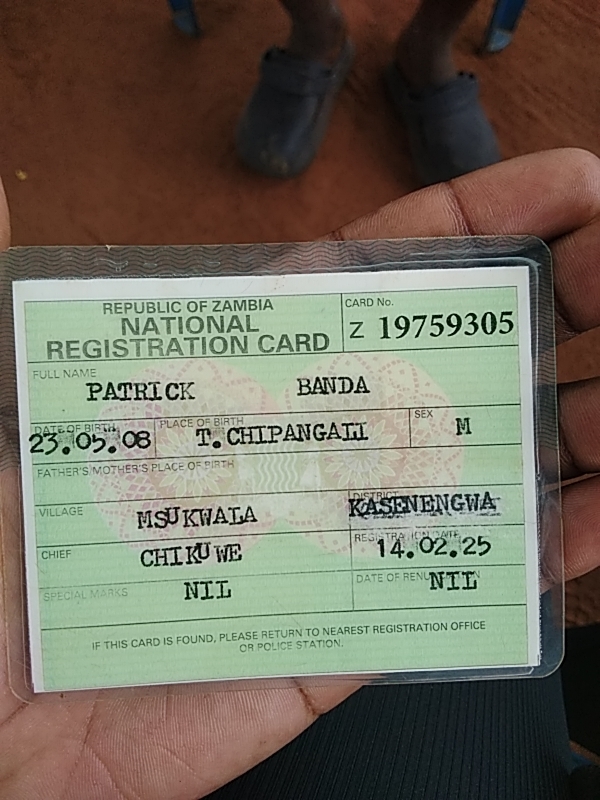 REPUBLIC OF ZAMBIA
NATIONAL
REGISTRATION CARD
CARD No.
Z 19759305
FULL NAME
PATRICK BANDA
DATE OF BIRTH
23.05.08
PLACE OF BIRTH
T.CHIPANGAII
SEX
M
FATHER'S/MOTHER'S PLACE OF BIRTH
VILLAGE
MSUKWALA
DISTRICT
KASENENGWA
CHIEF
CHIKUWE
REGISTRATION DATE
14.02.25
SPECIAL MARKS
NIL
DATE OF
NIL
IF THIS CARD IS FOUND, PLEASE RETURN TO NEAREST REGISTRATION OFFICE
OR POLICE STATION.